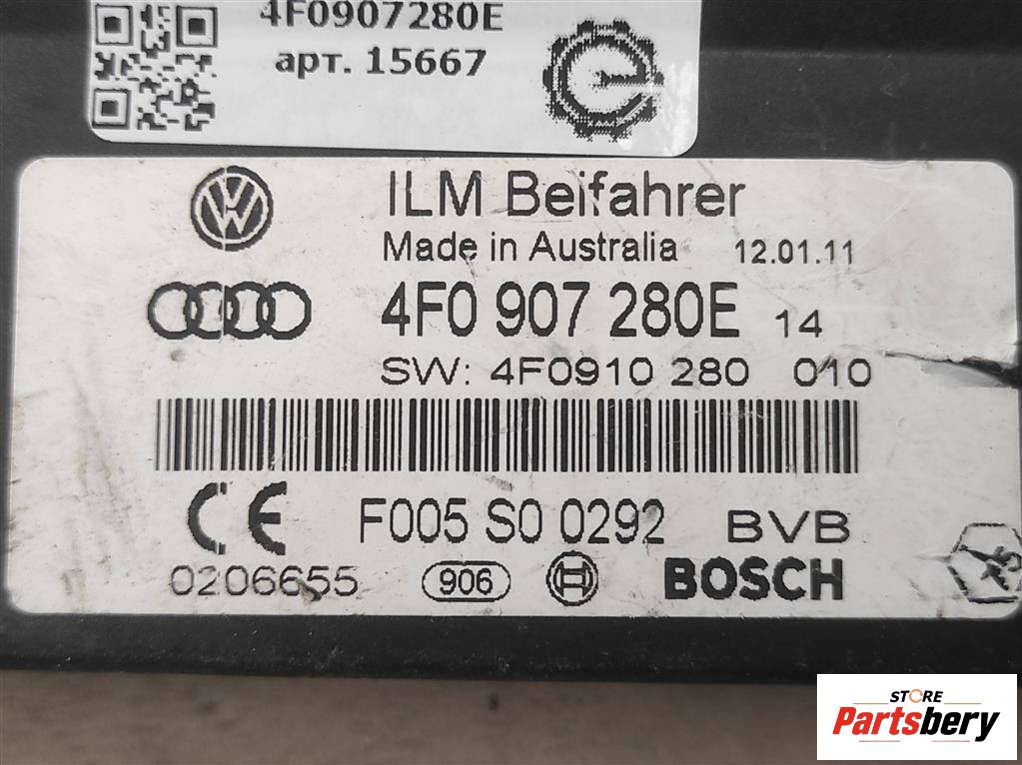 4F0907280E
арт. 15667
ILM Beifahrer
Made in Australia 12.01.11
4F0 907 280E 14
SW: 4F0910 280 010
CE F005 S0 0292 BVB
0206655 906 BOSCH
STORE
Partsbery